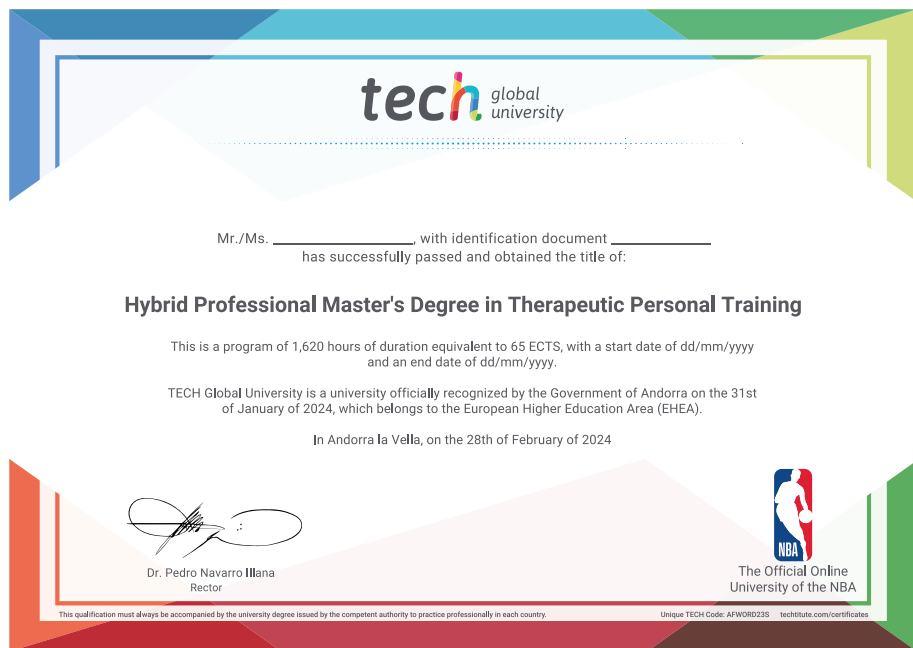 tech global university
Mr./Ms. ____________, with identification document ____________
has successfully passed and obtained the title of:
Hybrid Professional Master's Degree in Therapeutic Personal Training
This is a program of 1,620 hours of duration equivalent to 65 ECTS, with a start date of dd/mm/yyyy
and an end date of dd/mm/yyyy.
TECH Global University is a university officially recognized by the Government of Andorra on the 31st
of January of 2024, which belongs to the European Higher Education Area (EHEA).
In Andorra la Vella, on the 28th of February of 2024
NBA
Dr. Pedro Navarro Illana
Rector
The Official Online
University of the NBA
This qualification must always be accompanied by the university degree issued by the competent authority to practice professionally in each country.
Unique TECH Code: AFWORD23S techtitute.com/certificates